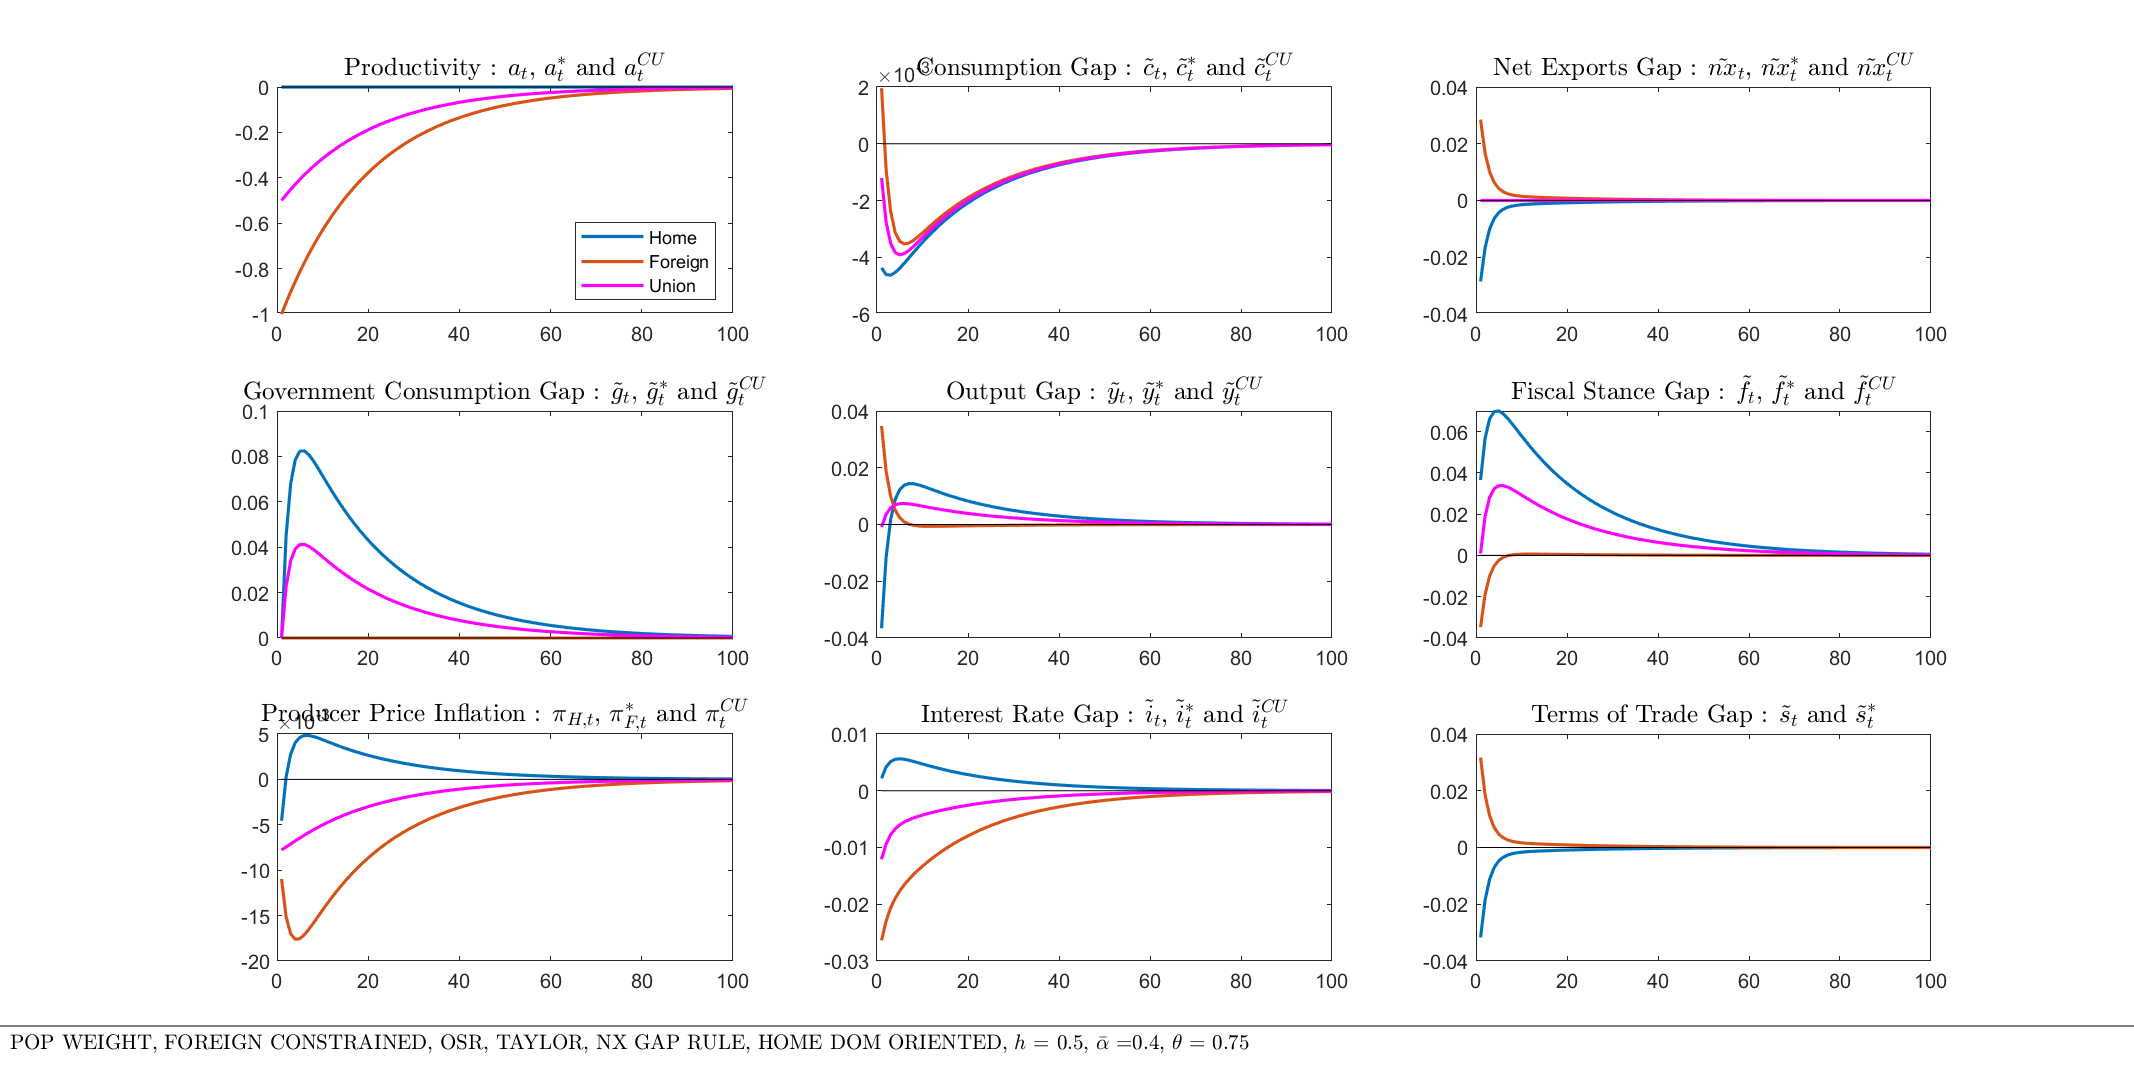 Productivity : a_t, a_t^* and a_t^{CU}
0
-0.2
-0.4
-0.6
-0.8
-1
0 20 40 60 80 100
Home
Foreign
Union
Consumption Gap : c̃_t, c̃_t^* and c̃_t^{CU}
2
0
-2
-4
-6
0 20 40 60 80 100
Net Exports Gap : ñx_t, ñx_t^* and ñx_t^{CU}
0.04
0.02
0
-0.02
-0.04
0 20 40 60 80 100
Government Consumption Gap : g̃_t, g̃_t^* and g̃_t^{CU}
0.1
0.08
0.06
0.04
0.02
0
0 20 40 60 80 100
Output Gap : ỹ_t, ỹ_t^* and ỹ_t^{CU}
0.04
0.02
0
-0.02
-0.04
0 20 40 60 80 100
Fiscal Stance Gap : f̃_t, f̃_t^* and f̃_t^{CU}
0.06
0.04
0.02
0
-0.02
-0.04
0 20 40 60 80 100
Producer Price Inflation : π_{H,t}, π_{F,t}^* and π_t^{CU}
5
0
-5
-10
-15
-20
0 20 40 60 80 100
Interest Rate Gap : ĩ_t, ĩ_t^* and ĩ_t^{CU}
0.01
0
-0.01
-0.02
-0.03
0 20 40 60 80 100
Terms of Trade Gap : s̃_t and s̃_t^*
0.04
0.02
0
-0.02
-0.04
0 20 40 60 80 100
POP WEIGHT, FOREIGN CONSTRAINED, OSR, TAYLOR, NX GAP RULE, HOME DOM ORIENTED, h = 0.5, ᾱ =0.4, θ = 0.75